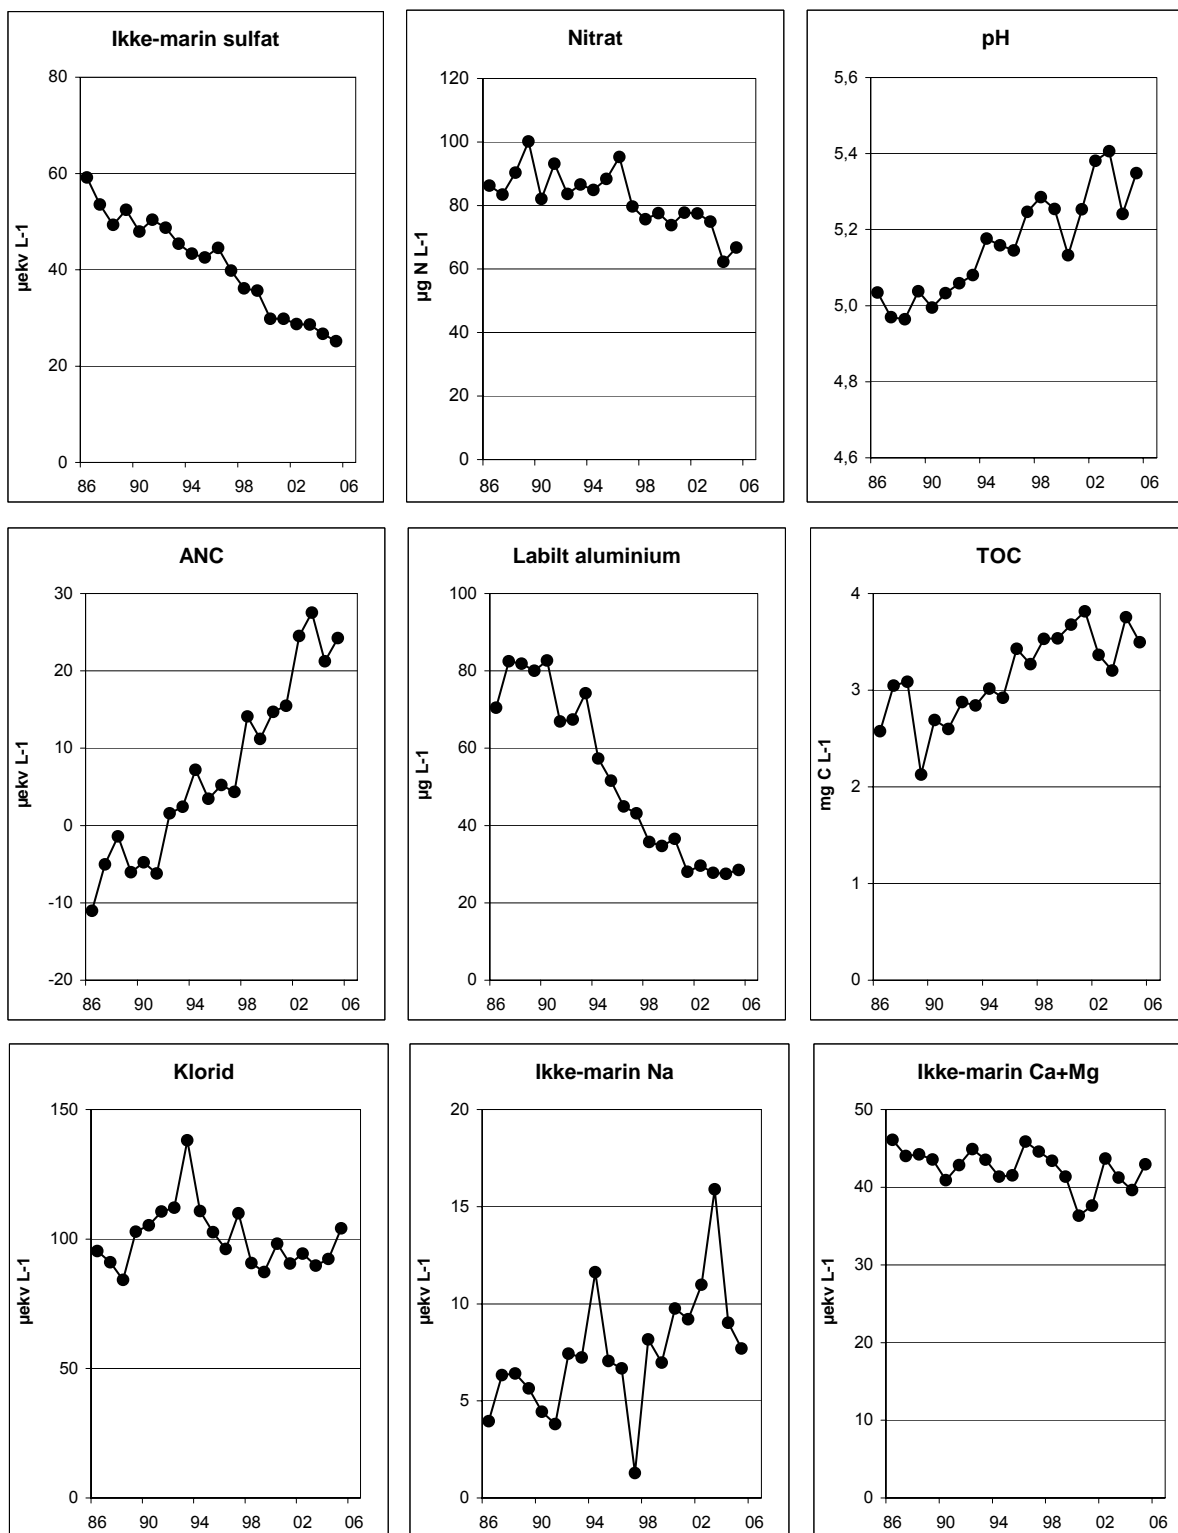 Ikke-marin sulfat
80
60
40
20
0
µekv L-1
86 90 94 98 02 06
Nitrat
120
100
80
60
40
20
0
µg N L-1
86 90 94 98 02 06
pH
5,6
5,4
5,2
5,0
4,8
4,6
86 90 94 98 02 06
ANC
30
20
10
0
-10
-20
µekv L-1
86 90 94 98 02 06
Labilt aluminium
100
80
60
40
20
0
µg L-1
86 90 94 98 02 06
TOC
4
3
2
1
0
mg C L-1
86 90 94 98 02 06
Klorid
150
100
50
0
µekv L-1
86 90 94 98 02 06
Ikke-marin Na
20
15
10
5
0
µekv L-1
86 90 94 98 02 06
Ikke-marin Ca+Mg
50
40
30
20
10
0
µekv L-1
86 90 94 98 02 06